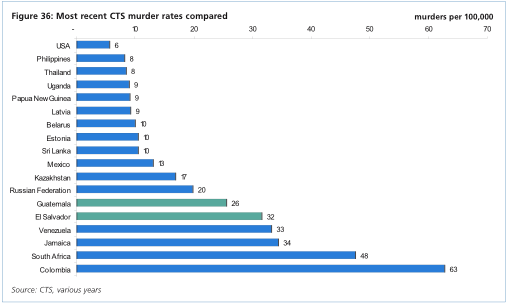 Figure 36: Most recent CTS murder rates compared
murders per 100,000
- 10 20 30 40 50 60 70
USA 6
Philippines 8
Thailand 8
Uganda 9
Papua New Guinea 9
Latvia 9
Belarus 10
Estonia 10
Sri Lanka 10
Mexico 13
Kazakhstan 17
Russian Federation 20
Guatemala 26
El Salvador 32
Venezuela 33
Jamaica 34
South Africa 48
Colombia 63
Source: CTS, various years